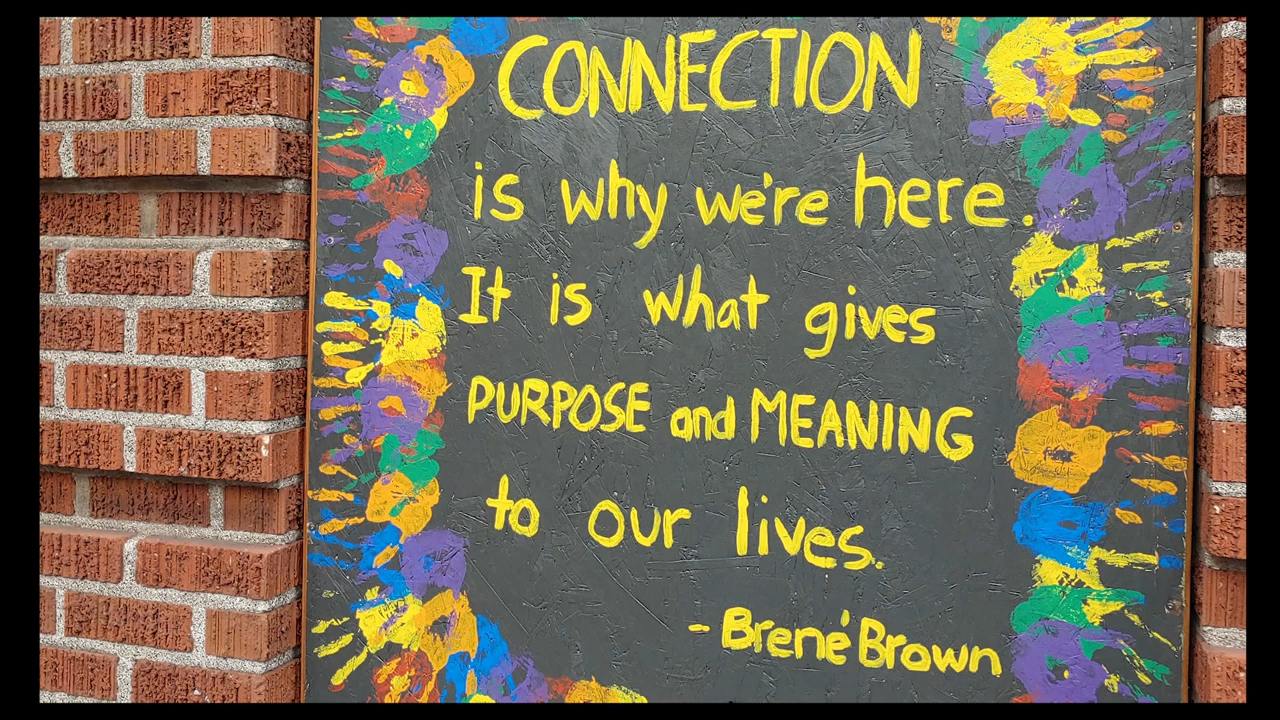 CONNECTION
is why we're here.
It is what gives
PURPOSE and MEANING
to our lives.
- Brené Brown